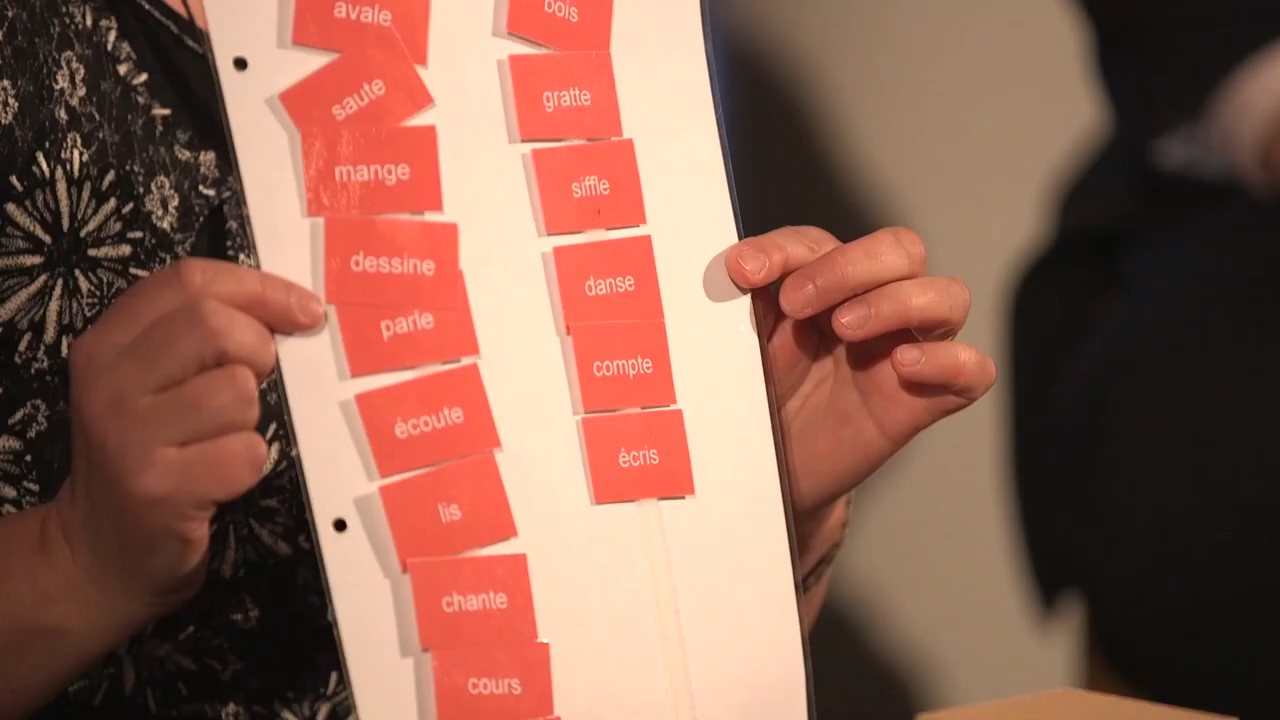 avale
saute
mange
dessine
parle
écoute
lis
chante
cours
bois
gratte
siffle
danse
compte
écris